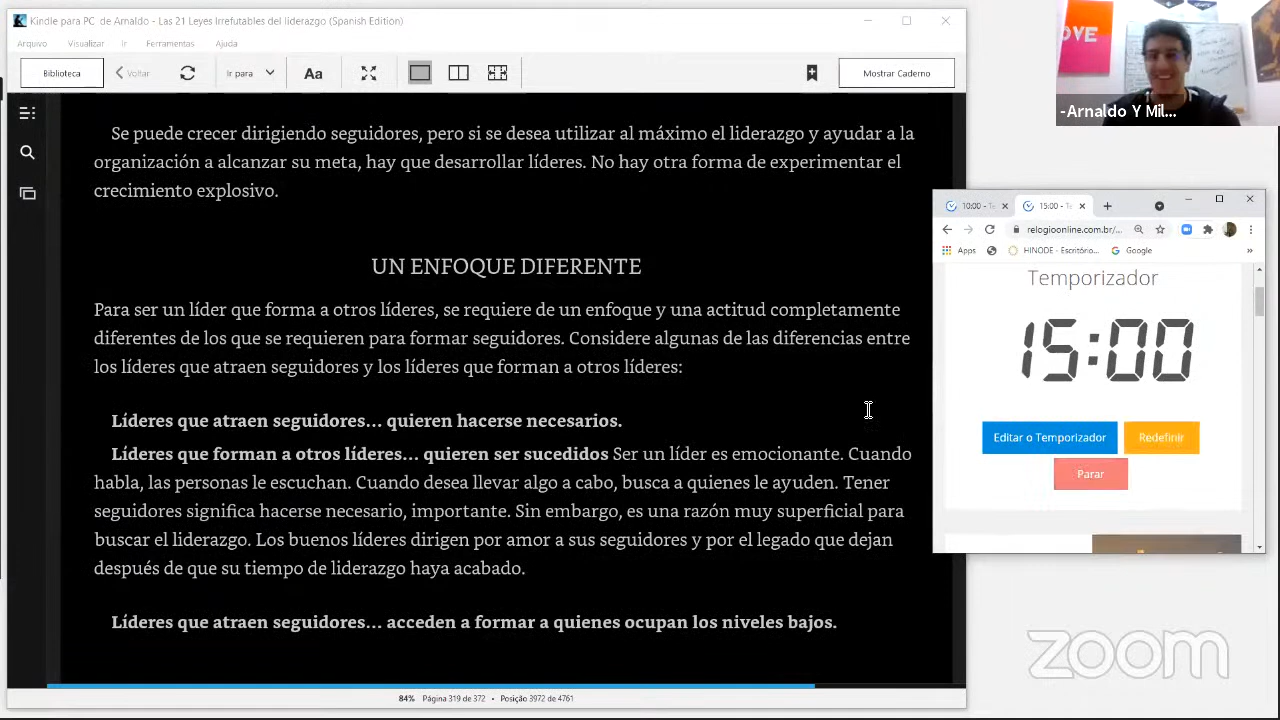 Kindle para PC de Arnaldo - Las 21 Leyes Irrefutables del liderazgo (Spanish Edition)
Arquivo Visualizar Ir Ferramentas Ajuda
Biblioteca Voltar Ir para Aa Mostrar Caderno
Se puede crecer dirigiendo seguidores, pero si se desea utilizar al máximo el liderazgo y ayudar a la
organización a alcanzar su meta, hay que desarrollar líderes. No hay otra forma de experimentar el
crecimiento explosivo.
UN ENFOQUE DIFERENTE
Para ser un líder que forma a otros líderes, se requiere de un enfoque y una actitud completamente
diferentes de los que se requieren para formar seguidores. Considere algunas de las diferencias entre
los líderes que atraen seguidores y los líderes que forman a otros líderes:
Líderes que atraen seguidores... quieren hacerse necesarios.
Líderes que forman a otros líderes... quieren ser sucedidos Ser un líder es emocionante. Cuando
habla, las personas le escuchan. Cuando desea llevar algo a cabo, busca a quienes le ayuden. Tener
seguidores significa hacerse necesario, importante. Sin embargo, es una razón muy superficial para
buscar el liderazgo. Los buenos líderes dirigen por amor a sus seguidores y por el legado que dejan
después de que su tiempo de liderazgo haya acabado.
Líderes que atraen seguidores... acceden a formar a quienes ocupan los niveles bajos.
84% Página 319 de 372 • Posição 3972 de 4761
OVE
-Arnaldo Y Mil...
10:00 - Te 15:00 - Te
relogioonline.com.br/...
Apps HINODE - Escritório... Google »
Temporizador
15:00
Editar o Temporizador Redefinir
Parar
zoom